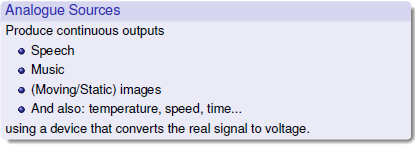 Analogue Sources
Produce continuous outputs
Speech
Music
(Moving/Static) images
And also: temperature, speed, time...
using a device that converts the real signal to voltage.